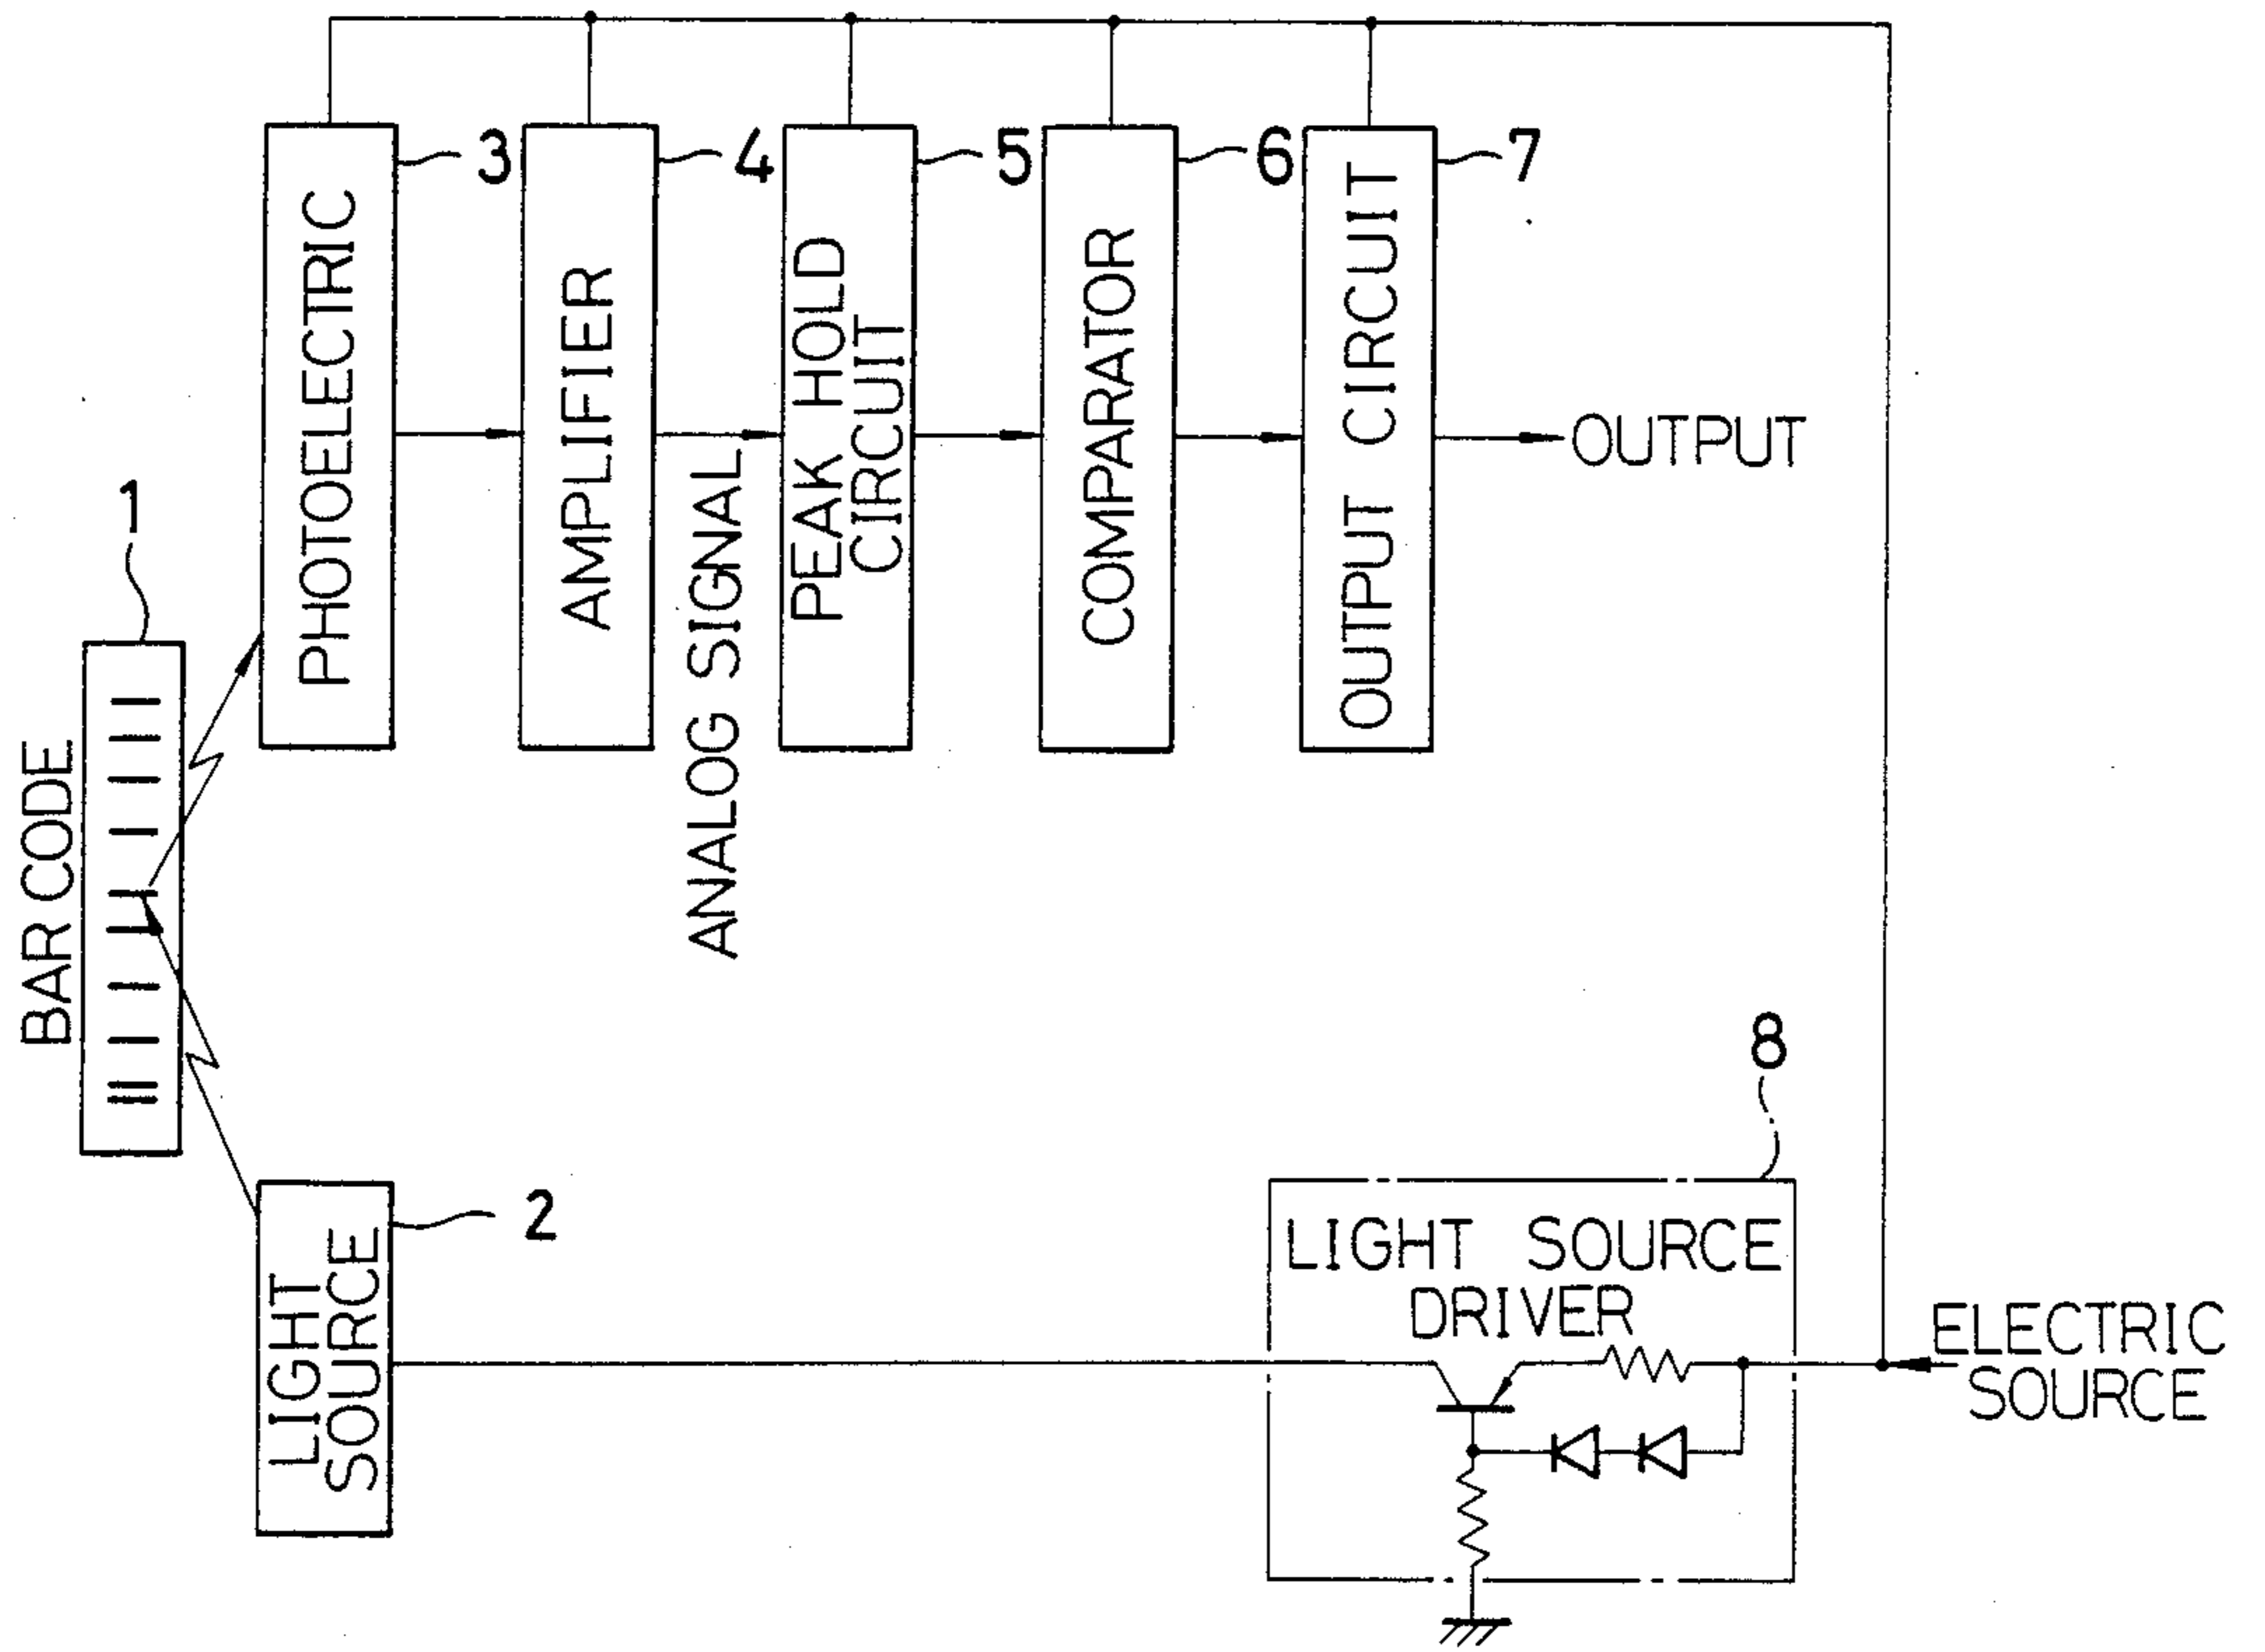 3
4
5
6
7
PHOTOELECTRIC
AMPLIFIER
ANALOG SIGNAL
PEAK HOLD
CIRCUIT
COMPARATOR
OUTPUT CIRCUIT
OUTPUT
1
BAR CODE
2
LIGHT
SOURCE
8
LIGHT SOURCE
DRIVER
ELECTRIC
SOURCE